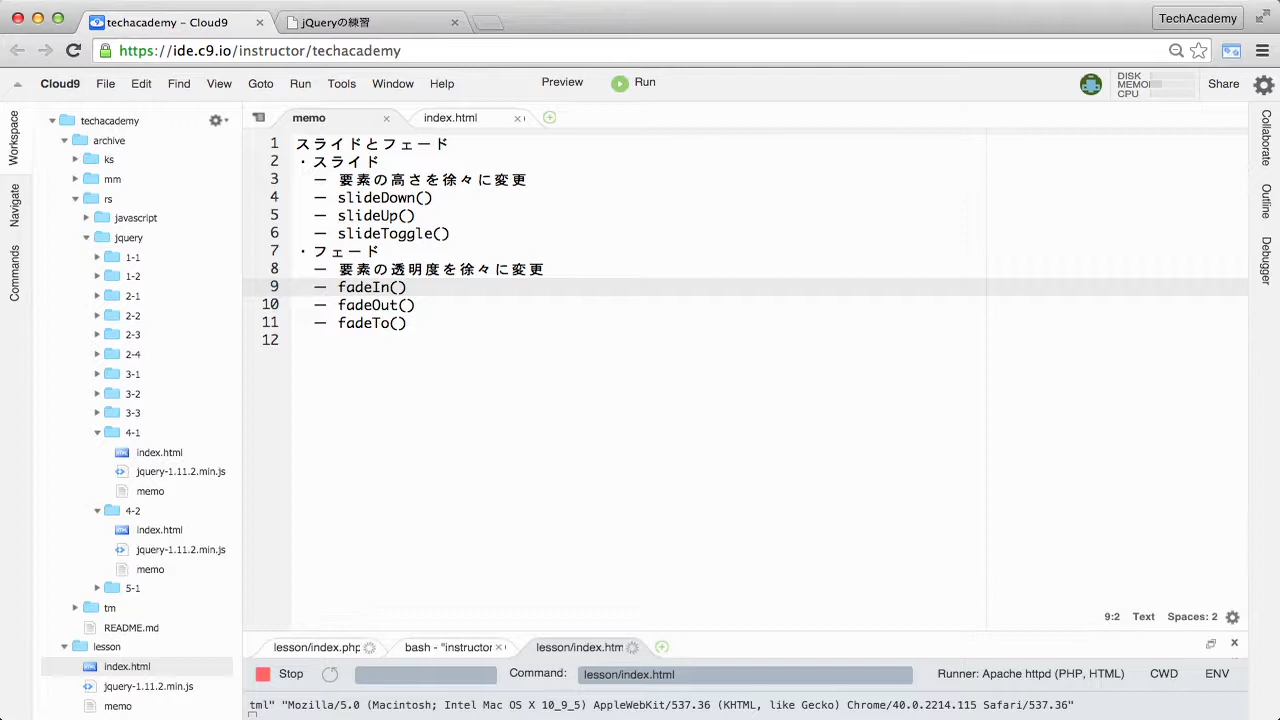 techacademy - Cloud9
jQueryの練習
TechAcademy
https://ide.c9.io/instructor/techacademy
Cloud9 File Edit Find View Goto Run Tools Window Help Preview Run
DISK
MEMO
CPU
Share
Workspace
Navigate
Commands
techacademy
archive
ks
mm
rs
javascript
jquery
1-1
1-2
2-1
2-2
2-3
2-4
3-1
3-2
3-3
4-1
index.html
jquery-1.11.2.min.js
memo
4-2
index.html
jquery-1.11.2.min.js
memo
5-1
tm
README.md
lesson
index.html
jquery-1.11.2.min.js
memo
memo
index.html
1 スライドとフェード
2 ・スライド
3 － 要素の高さを徐々に変更
4 － slideDown()
5 － slideUp()
6 － slideToggle()
7 ・フェード
8 － 要素の透明度を徐々に変更
9 － fadeIn()
10 － fadeOut()
11 － fadeTo()
12
9:2 Text Spaces: 2
Collaborate
Outline
Debugger
lesson/index.php
bash - "instructor
lesson/index.htm
Stop
Command: lesson/index.html
Runner: Apache httpd (PHP, HTML) CWD ENV
tml" "Mozilla/5.0 (Macintosh; Intel Mac OS X 10_9_5) AppleWebKit/537.36 (KHTML, like Gecko) Chrome/40.0.2214.115 Safari/537.36"